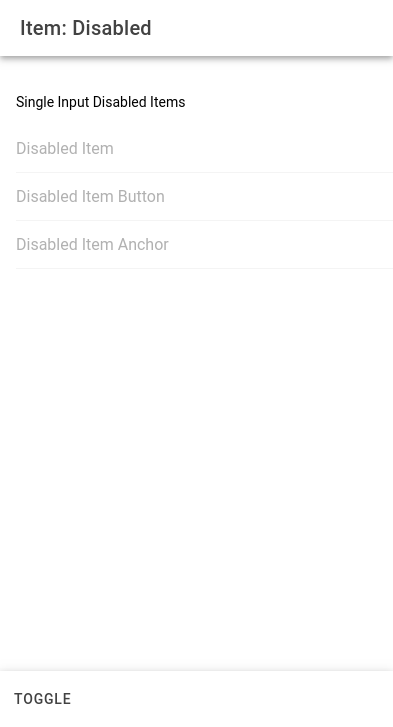 Item: Disabled
Single Input Disabled Items
Disabled Item
Disabled Item Button
Disabled Item Anchor
TOGGLE